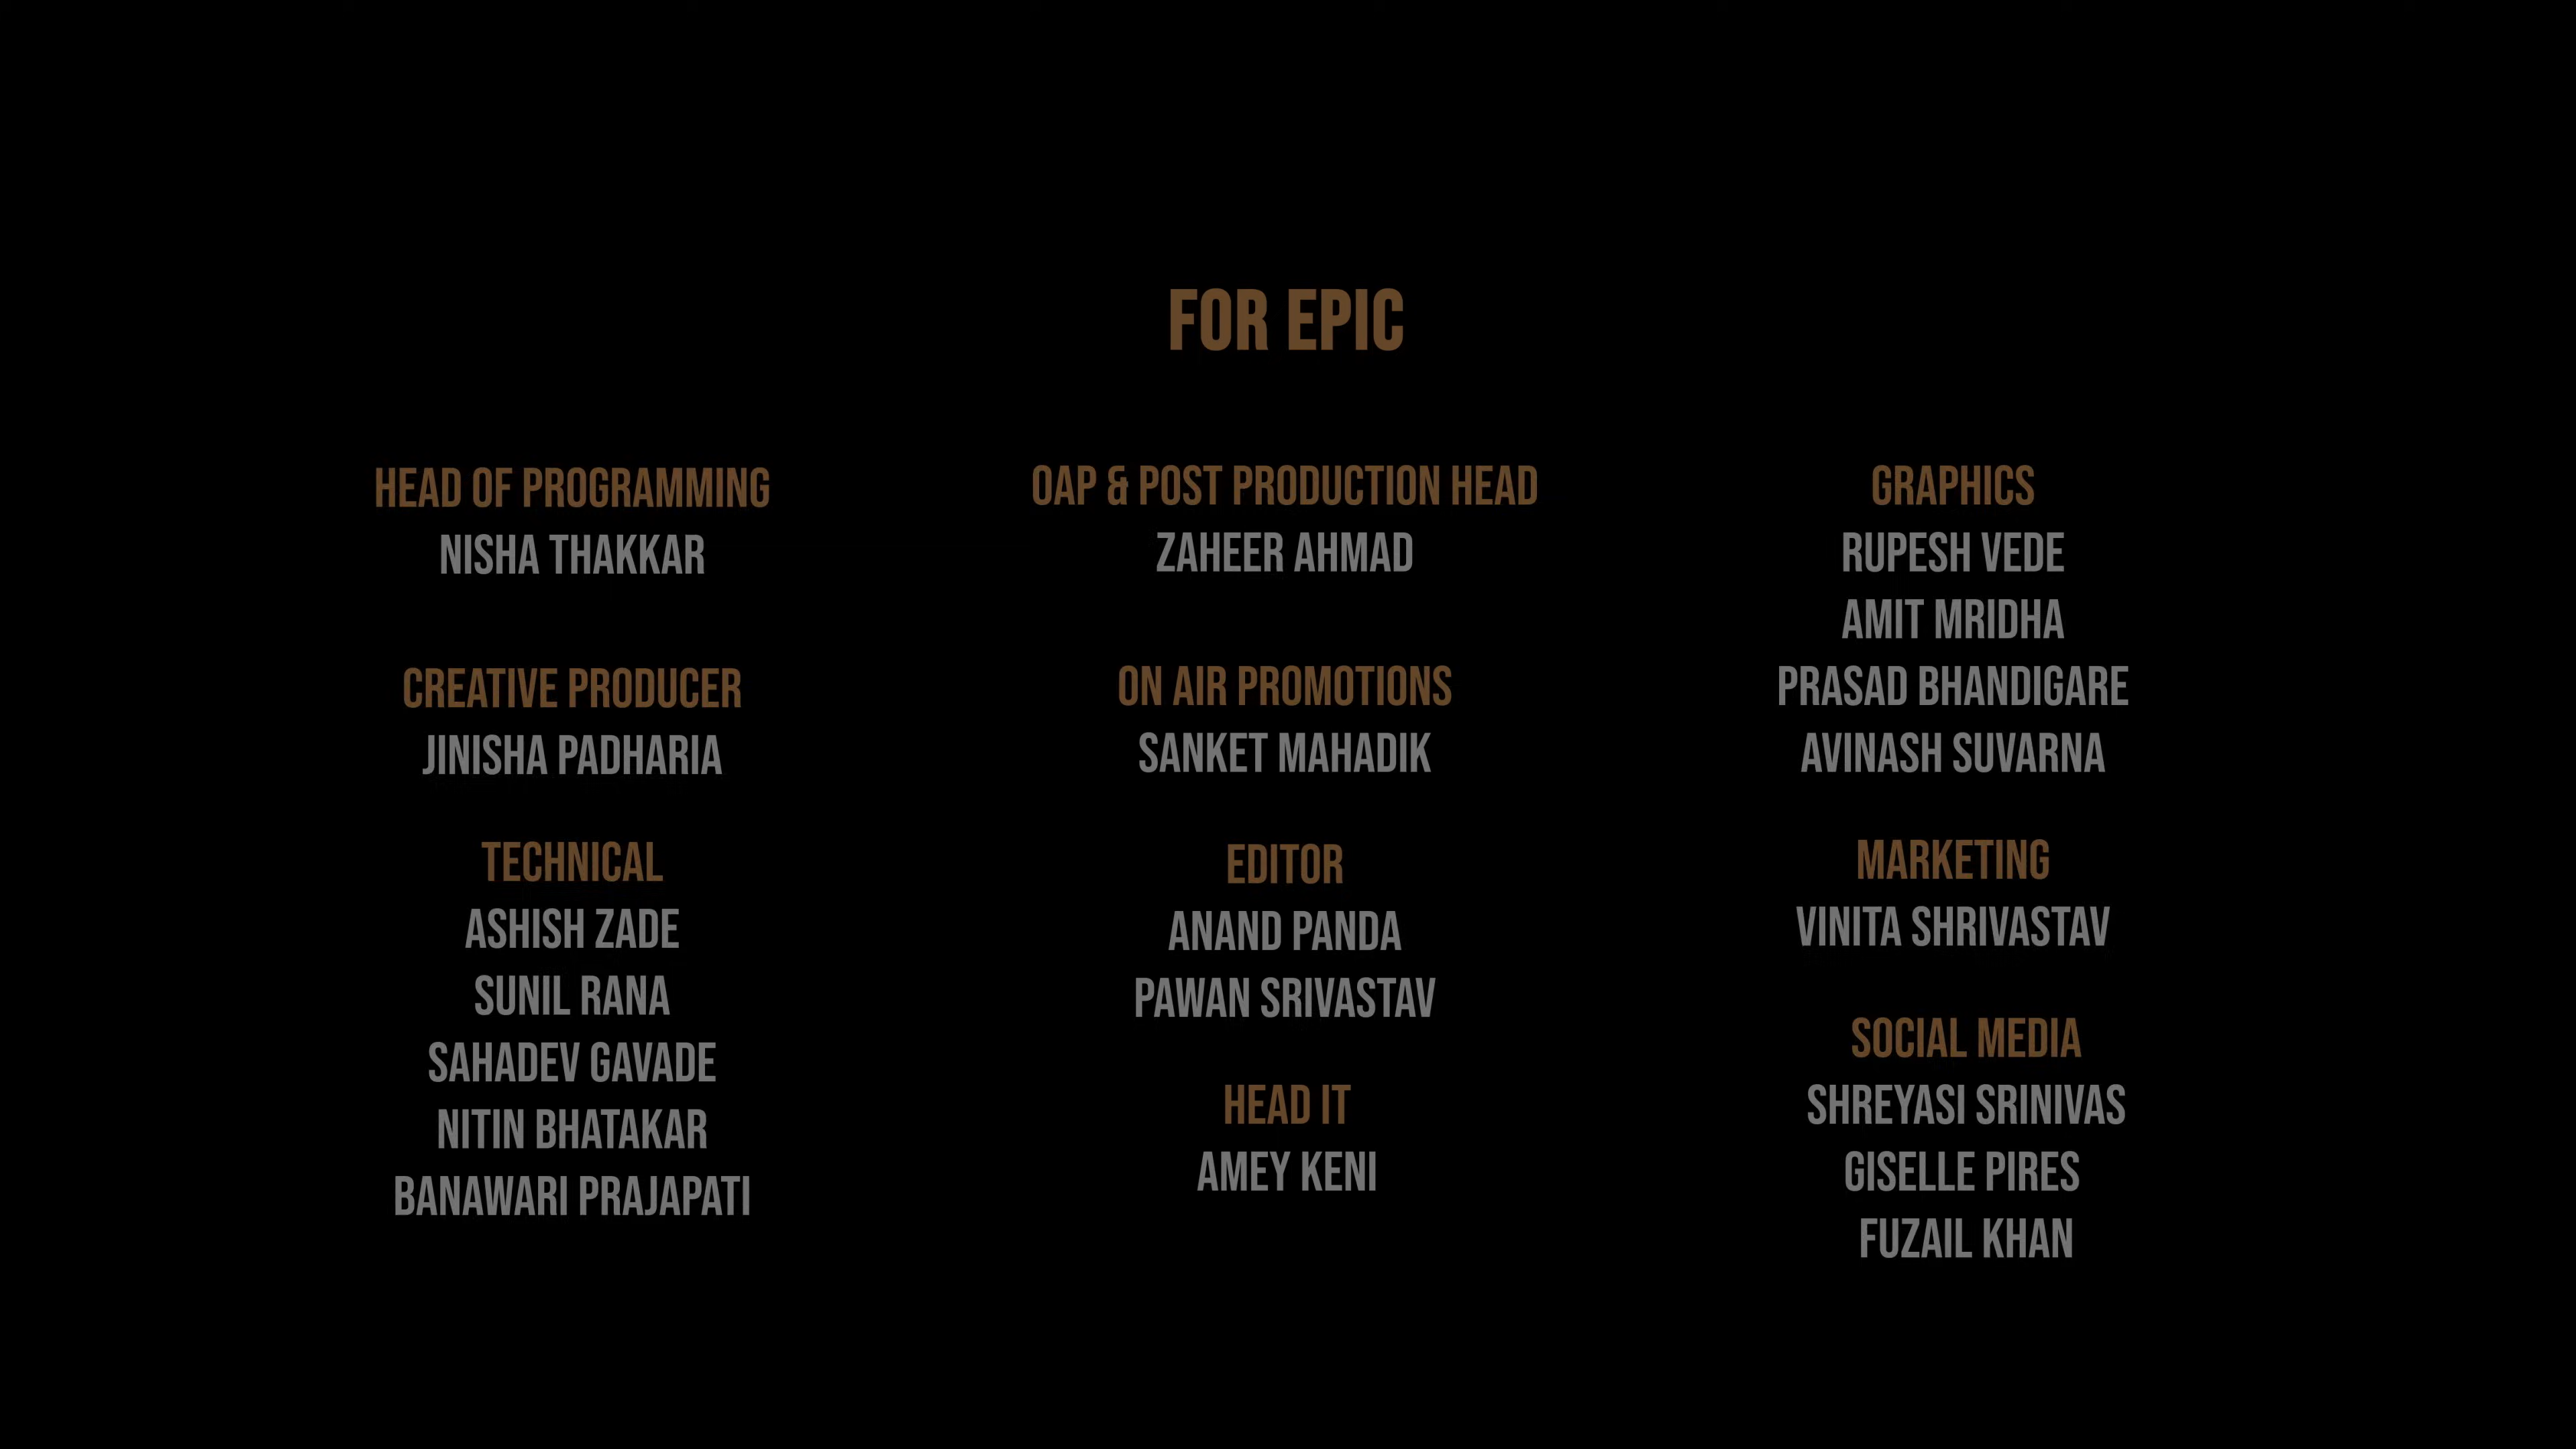 FOR EPIC
HEAD OF PROGRAMMING
NISHA THAKKAR
CREATIVE PRODUCER
JINISHA PADHARIA
TECHNICAL
ASHISH ZADE
SUNIL RANA
SAHADEV GAVADE
NITIN BHATAKAR
BANAWARI PRAJAPATI
OAP & POST PRODUCTION HEAD
ZAHEER AHMAD
ON AIR PROMOTIONS
SANKET MAHADIK
EDITOR
ANAND PANDA
PAWAN SRIVASTAV
HEAD IT
AMEY KENI
GRAPHICS
RUPESH VEDE
AMIT MRIDHA
PRASAD BHANDIGARE
AVINASH SUVARNA
MARKETING
VINITA SHRIVASTAV
SOCIAL MEDIA
SHREYASI SRINIVAS
GISELLE PIRES
FUZAIL KHAN